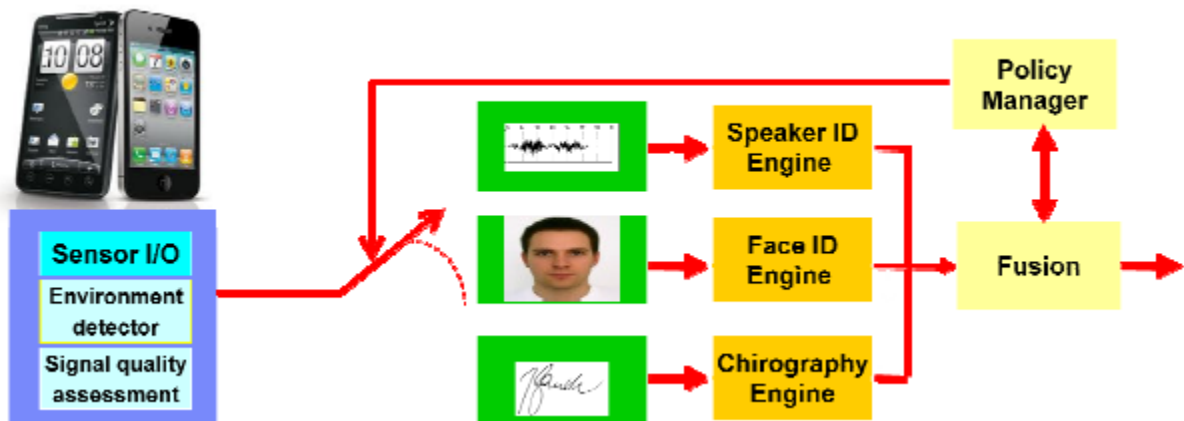 10 08
Policy
Manager
Speaker ID
Engine
Sensor I/O
Environment
detector
Signal quality
assessment
Face ID
Engine
Fusion
Chirography
Engine